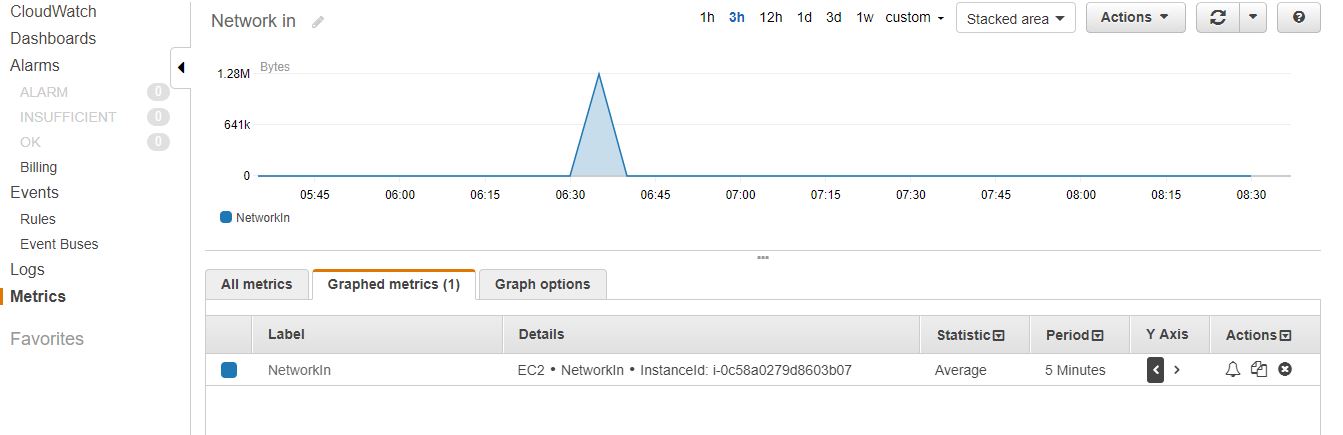 CloudWatch
Dashboards
Alarms
ALARM 0
INSUFFICIENT 0
OK 0
Billing
Events
Rules
Event Buses
Logs
Metrics
Favorites
Network in
1h 3h 12h 1d 3d 1w custom Stacked area Actions ?
Bytes
1.28M
641k
0
05:45 06:00 06:15 06:30 06:45 07:00 07:15 07:30 07:45 08:00 08:15 08:30
NetworkIn
All metrics Graphed metrics (1) Graph options
Label Details Statistic Period Y Axis Actions
NetworkIn EC2 • NetworkIn • InstanceId: i-0c58a0279d8603b07 Average 5 Minutes < >